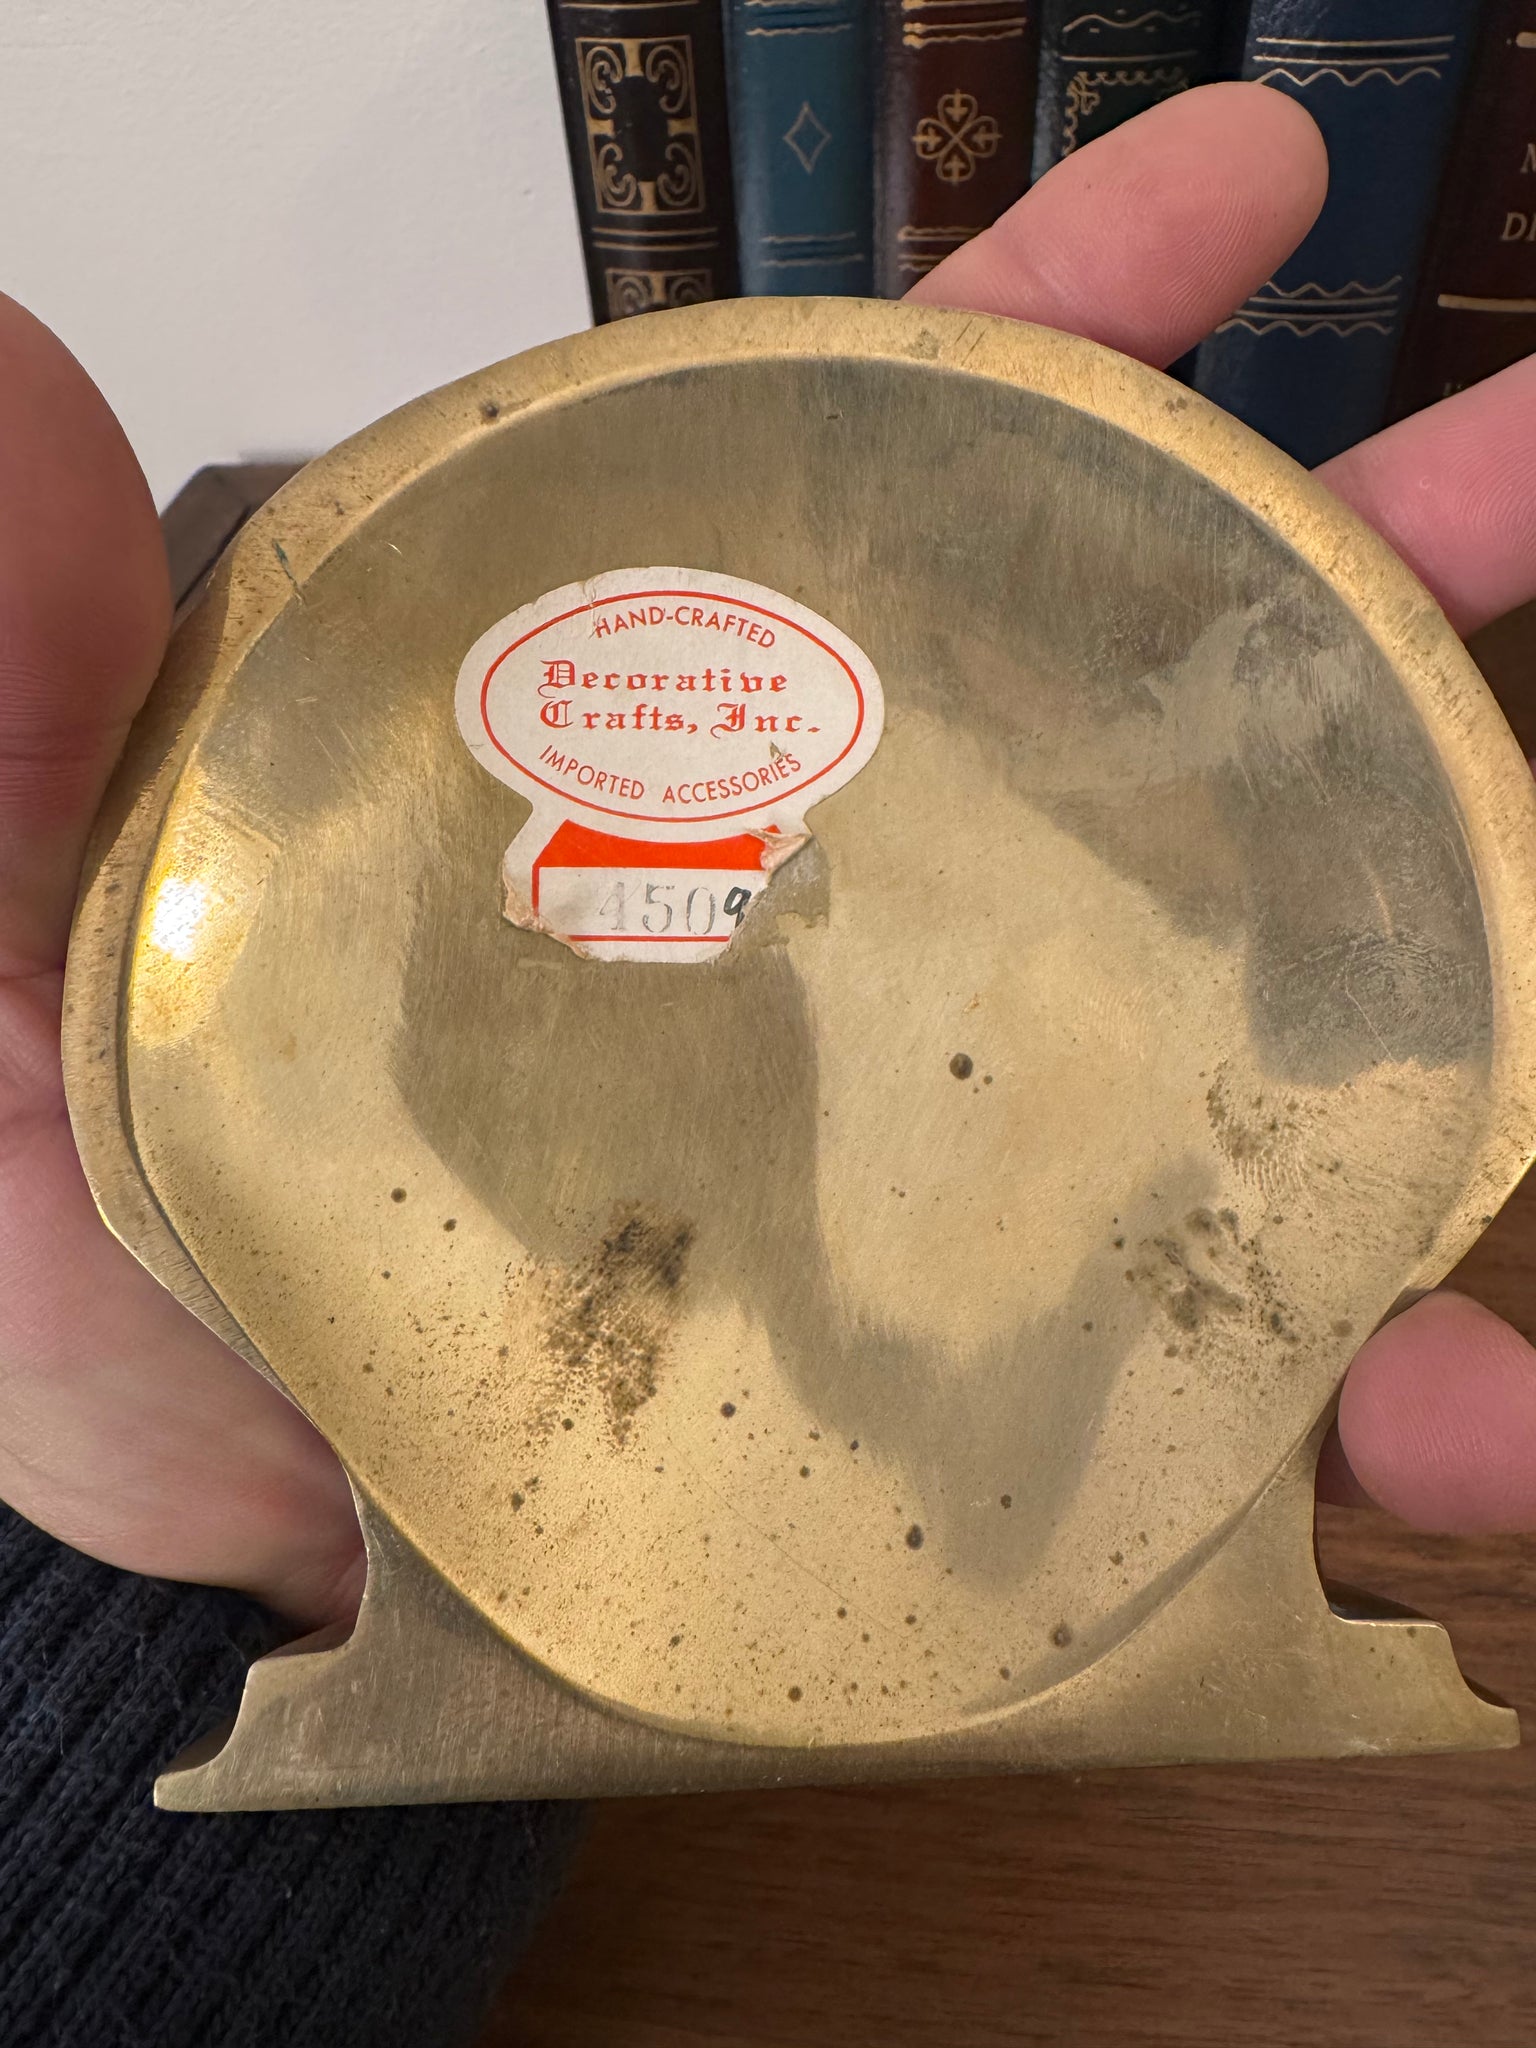 HAND-CRAFTED
Decorative
Crafts, Inc.
IMPORTED ACCESSORIES
4509